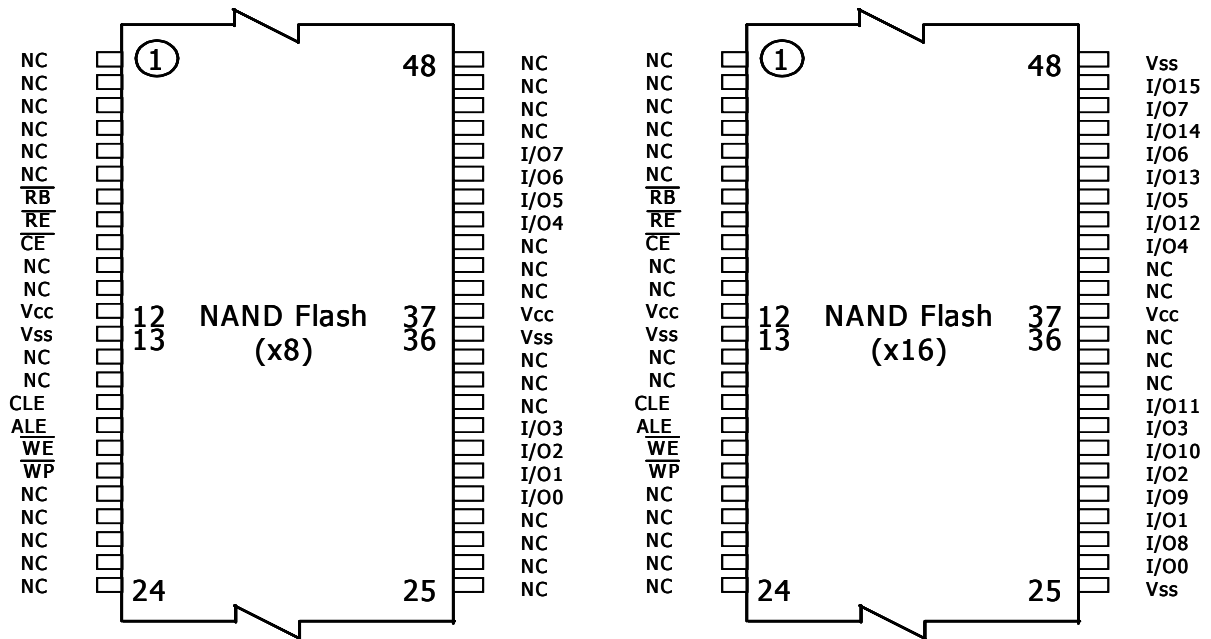 NC 1 48 NC
NC NC
NC NC
NC NC
NC I/O7
NC I/O6
RB I/O5
RE I/O4
CE NC
NC NC
NC NC
Vcc 12 NAND Flash 37 Vcc
Vss 13 (x8) 36 Vss
NC NC
NC NC
CLE NC
ALE I/O3
WE I/O2
WP I/O1
NC I/O0
NC NC
NC NC
NC NC
NC 24 25 NC
NC 1 48 Vss
NC I/O15
NC I/O7
NC I/O14
NC I/O6
NC I/O13
RB I/O5
RE I/O12
CE I/O4
NC NC
NC NC
Vcc 12 NAND Flash 37 Vcc
Vss 13 (x16) 36 NC
NC NC
NC NC
CLE I/O11
ALE I/O3
WE I/O10
WP I/O2
NC I/O9
NC I/O1
NC I/O8
NC I/O0
NC 24 25 Vss